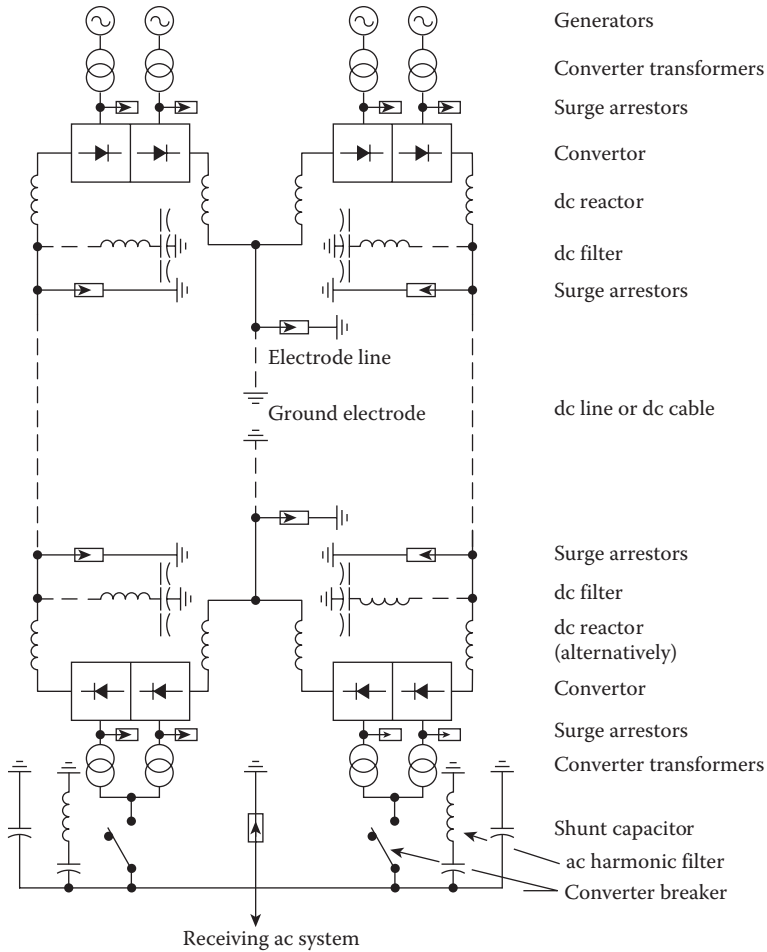 Generators
Converter transformers
Surge arrestors
Convertor
dc reactor
dc filter
Surge arrestors
Electrode line
Ground electrode
dc line or dc cable
Surge arrestors
dc filter
dc reactor
(alternatively)
Convertor
Surge arrestors
Converter transformers
Shunt capacitor
ac harmonic filter
Converter breaker
Receiving ac system